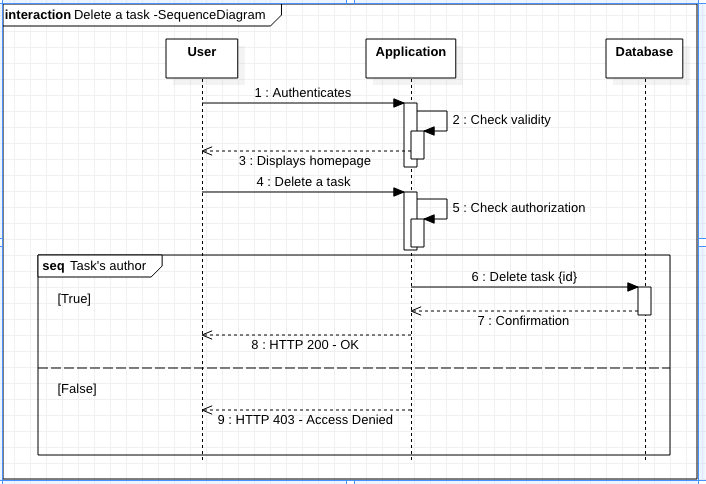 interaction Delete a task -SequenceDiagram
User
Application
Database
1 : Authenticates
2 : Check validity
3 : Displays homepage
4 : Delete a task
5 : Check authorization
seq Task's author
6 : Delete task {id}
[True]
7 : Confirmation
8 : HTTP 200 - OK
[False]
9 : HTTP 403 - Access Denied